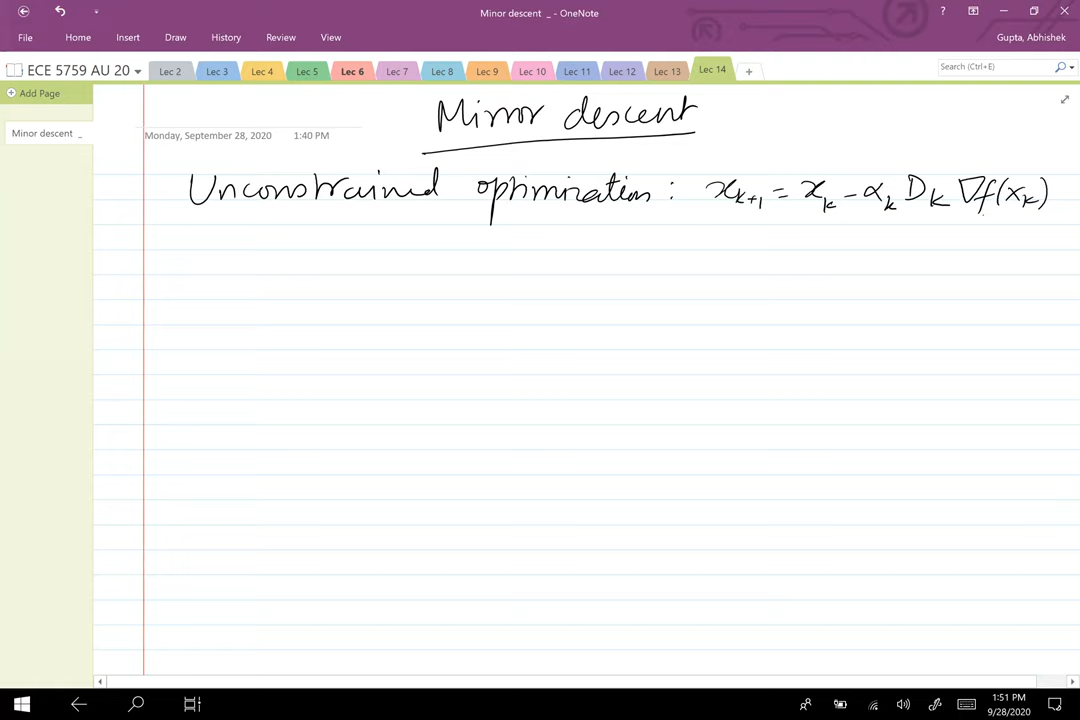 Minor descent _ - OneNote
?
File Home Insert Draw History Review View
Gupta, Abhishek
ECE 5759 AU 20
Lec 2 Lec 3 Lec 4 Lec 5 Lec 6 Lec 7 Lec 8 Lec 9 Lec 10 Lec 11 Lec 12 Lec 13 Lec 14 +
Search (Ctrl+E)
Add Page
Minor descent _
Mirror descent
Monday, September 28, 2020 1:40 PM
Unconstrained optimization : x_{k+1} = x_k - α_k D_k ∇f(x_k)
1:51 PM
9/28/2020